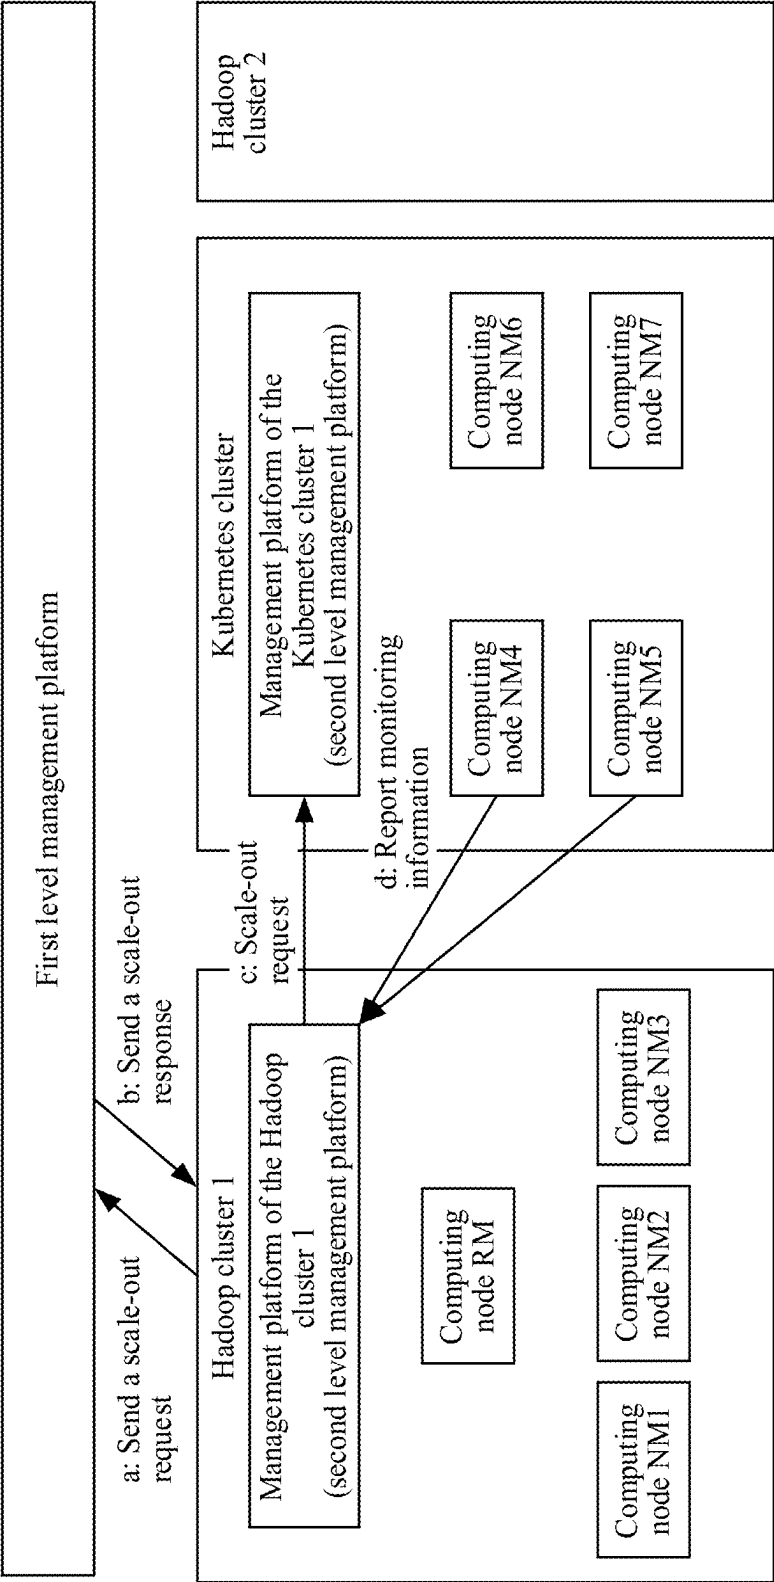 First level management platform
a: Send a scale-out
request
b: Send a scale-out
response
Hadoop cluster 1
Management platform of the Hadoop
cluster 1
(second level management platform)
Computing
node RM
Computing
node NM1
Computing
node NM2
Computing
node NM3
c: Scale-out
request
d: Report monitoring
information
Kubernetes cluster
Management platform of the
Kubernetes cluster 1
(second level management platform)
Computing
node NM4
Computing
node NM6
Computing
node NM5
Computing
node NM7
Hadoop
cluster 2